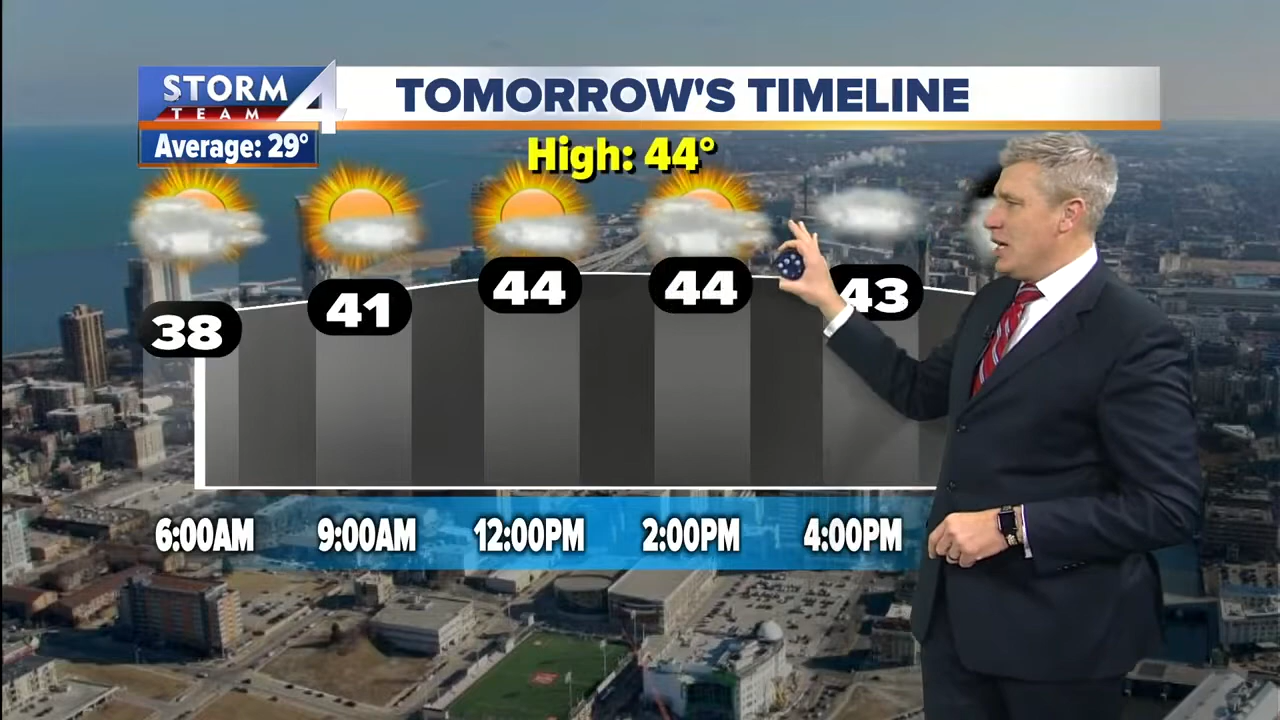 STORM
TEAM 4
TOMORROW'S TIMELINE
Average: 29°
High: 44°
38
41
44
44
43
6:00AM
9:00AM
12:00PM
2:00PM
4:00PM